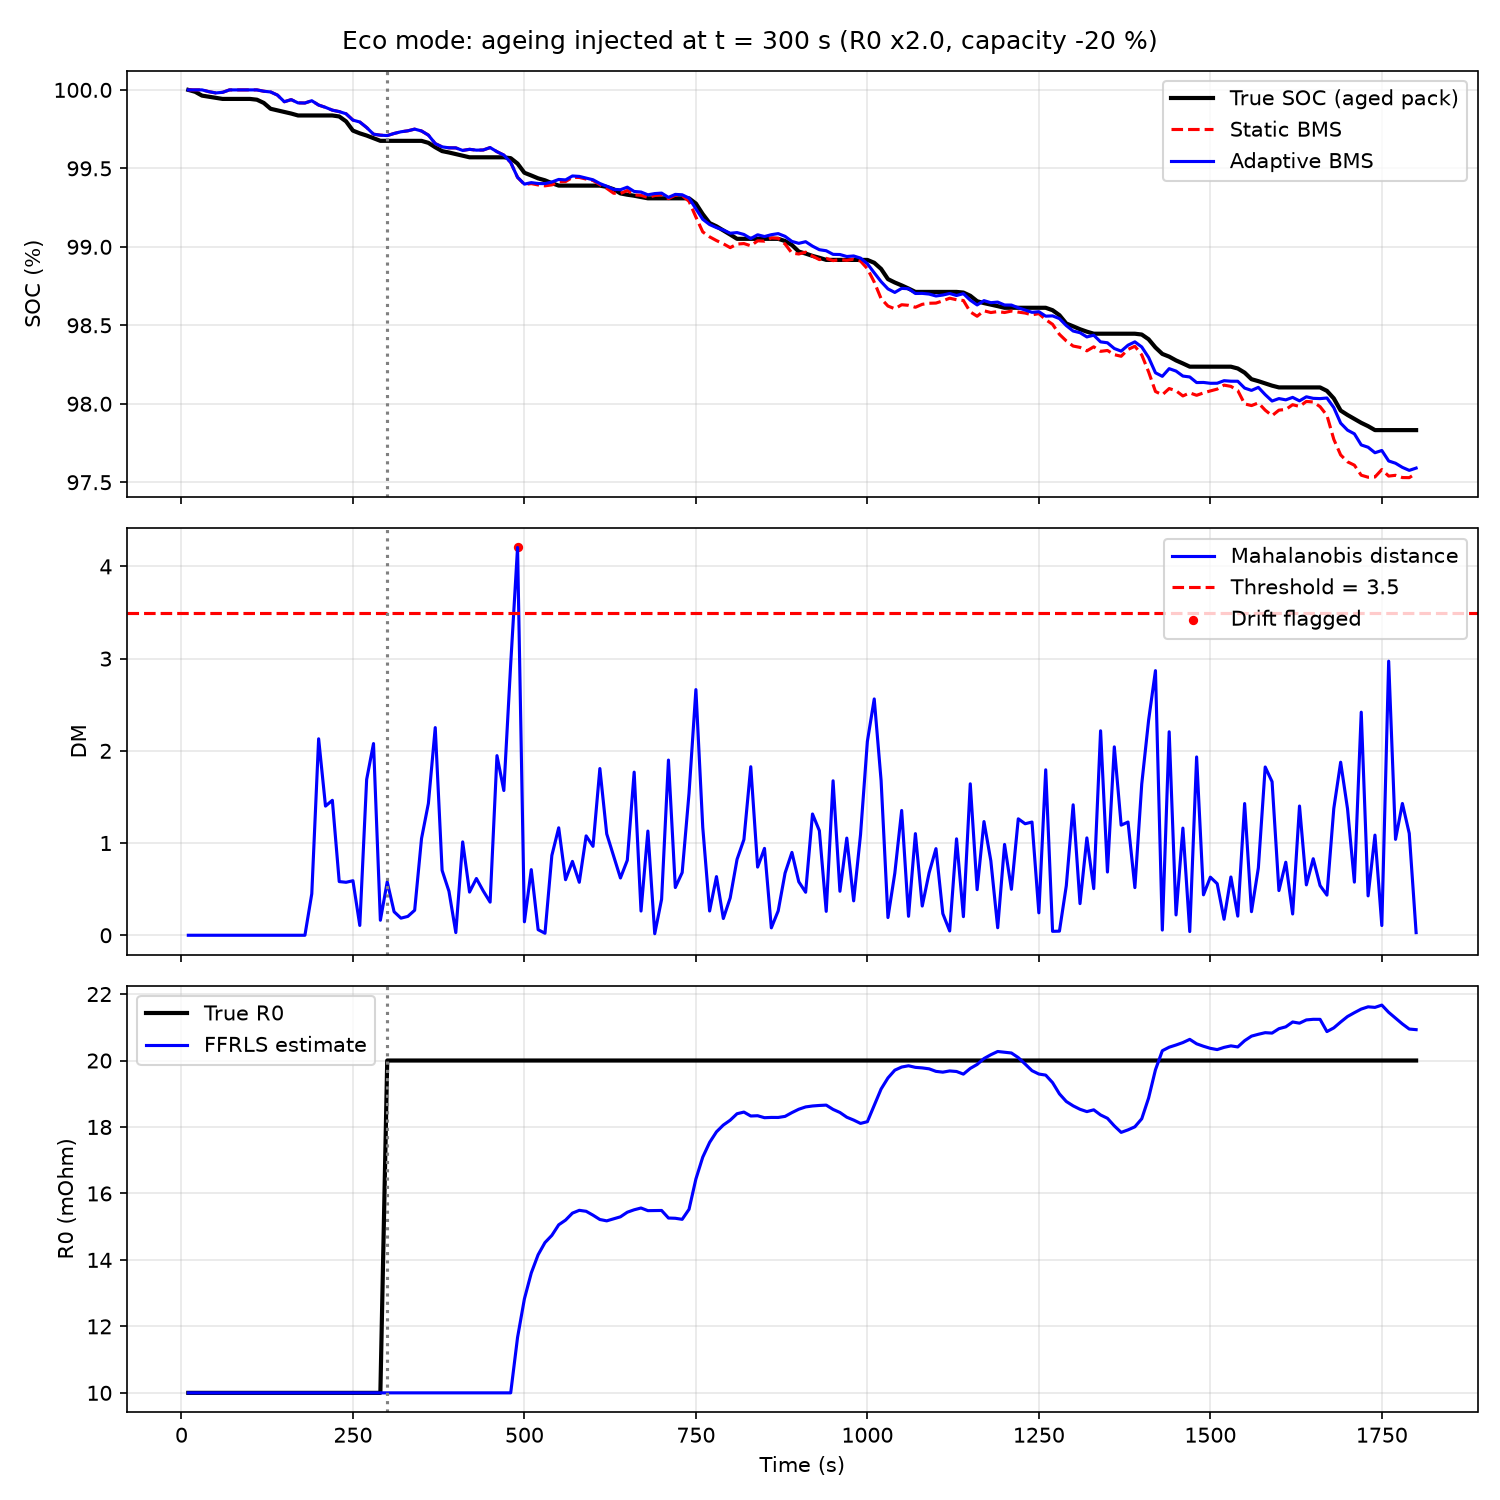 Eco mode: ageing injected at t = 300 s (R0 x2.0, capacity -20 %)
SOC (%)
100.0
99.5
99.0
98.5
98.0
97.5
True SOC (aged pack)
Static BMS
Adaptive BMS
DM
4
3
2
1
0
Mahalanobis distance
Threshold = 3.5
Drift flagged
R0 (mOhm)
22
20
18
16
14
12
10
True R0
FFRLS estimate
0 250 500 750 1000 1250 1500 1750
Time (s)